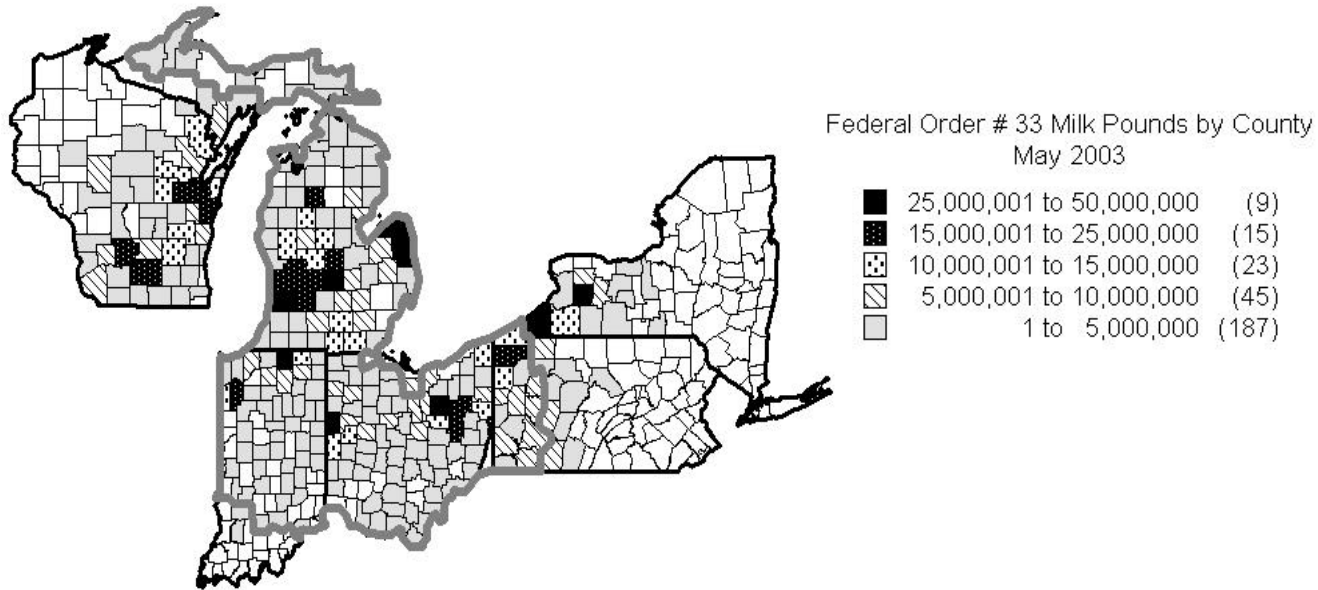 Federal Order # 33 Milk Pounds by County
May 2003
25,000,001 to 50,000,000 (9)
15,000,001 to 25,000,000 (15)
10,000,001 to 15,000,000 (23)
5,000,001 to 10,000,000 (45)
1 to 5,000,000 (187)